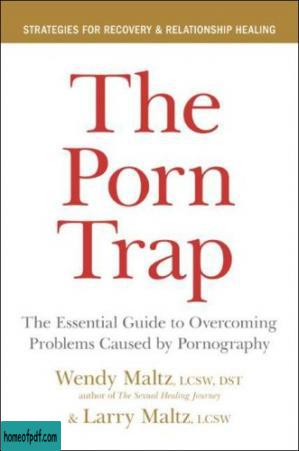 STRATEGIES FOR RECOVERY & RELATIONSHIP HEALING
The
Porn
Trap
The Essential Guide to Overcoming
Problems Caused by Pornography
Wendy Maltz, LCSW, DST
author of The Sexual Healing Journey
& Larry Maltz, LCSW
homeofpdf.com